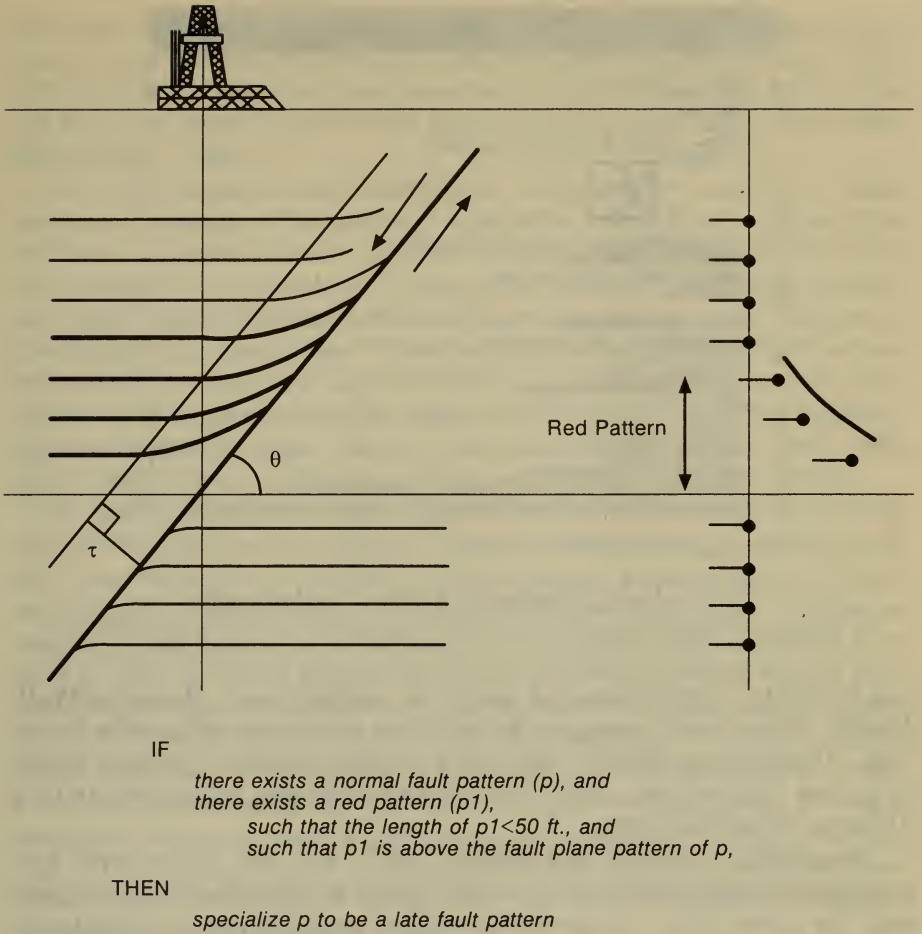 Red Pattern
θ
τ
IF
there exists a normal fault pattern (p), and
there exists a red pattern (p1),
such that the length of p1<50 ft., and
such that p1 is above the fault plane pattern of p,
THEN
specialize p to be a late fault pattern